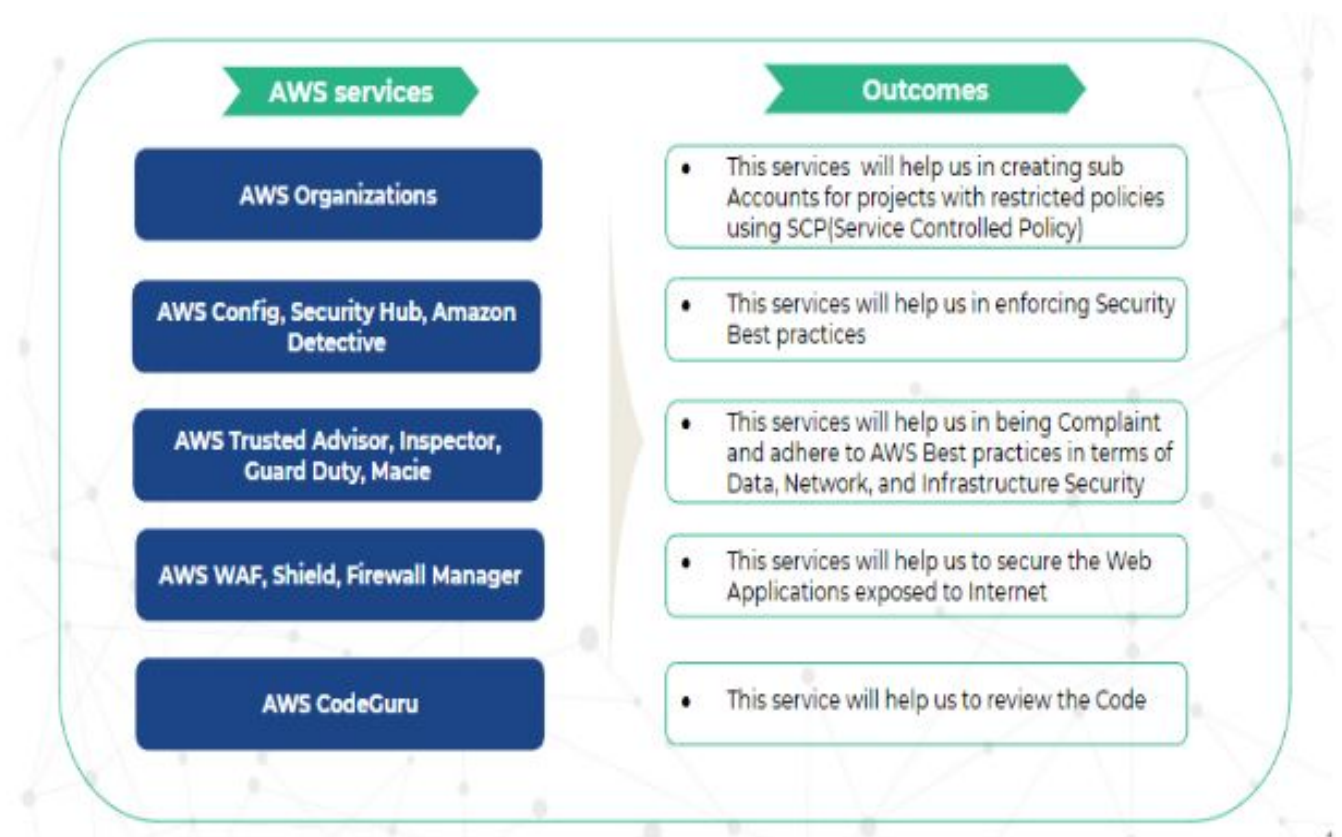 AWS services
Outcomes
AWS Organizations
• This services will help us in creating sub
Accounts for projects with restricted policies
using SCP(Service Controlled Policy)
AWS Config, Security Hub, Amazon
Detective
• This services will help us in enforcing Security
Best practices
AWS Trusted Advisor, Inspector,
Guard Duty, Macie
• This services will help us in being Complaint
and adhere to AWS Best practices in terms of
Data, Network, and Infrastructure Security
AWS WAF, Shield, Firewall Manager
• This services will help us to secure the Web
Applications exposed to Internet
AWS CodeGuru
• This service will help us to review the Code